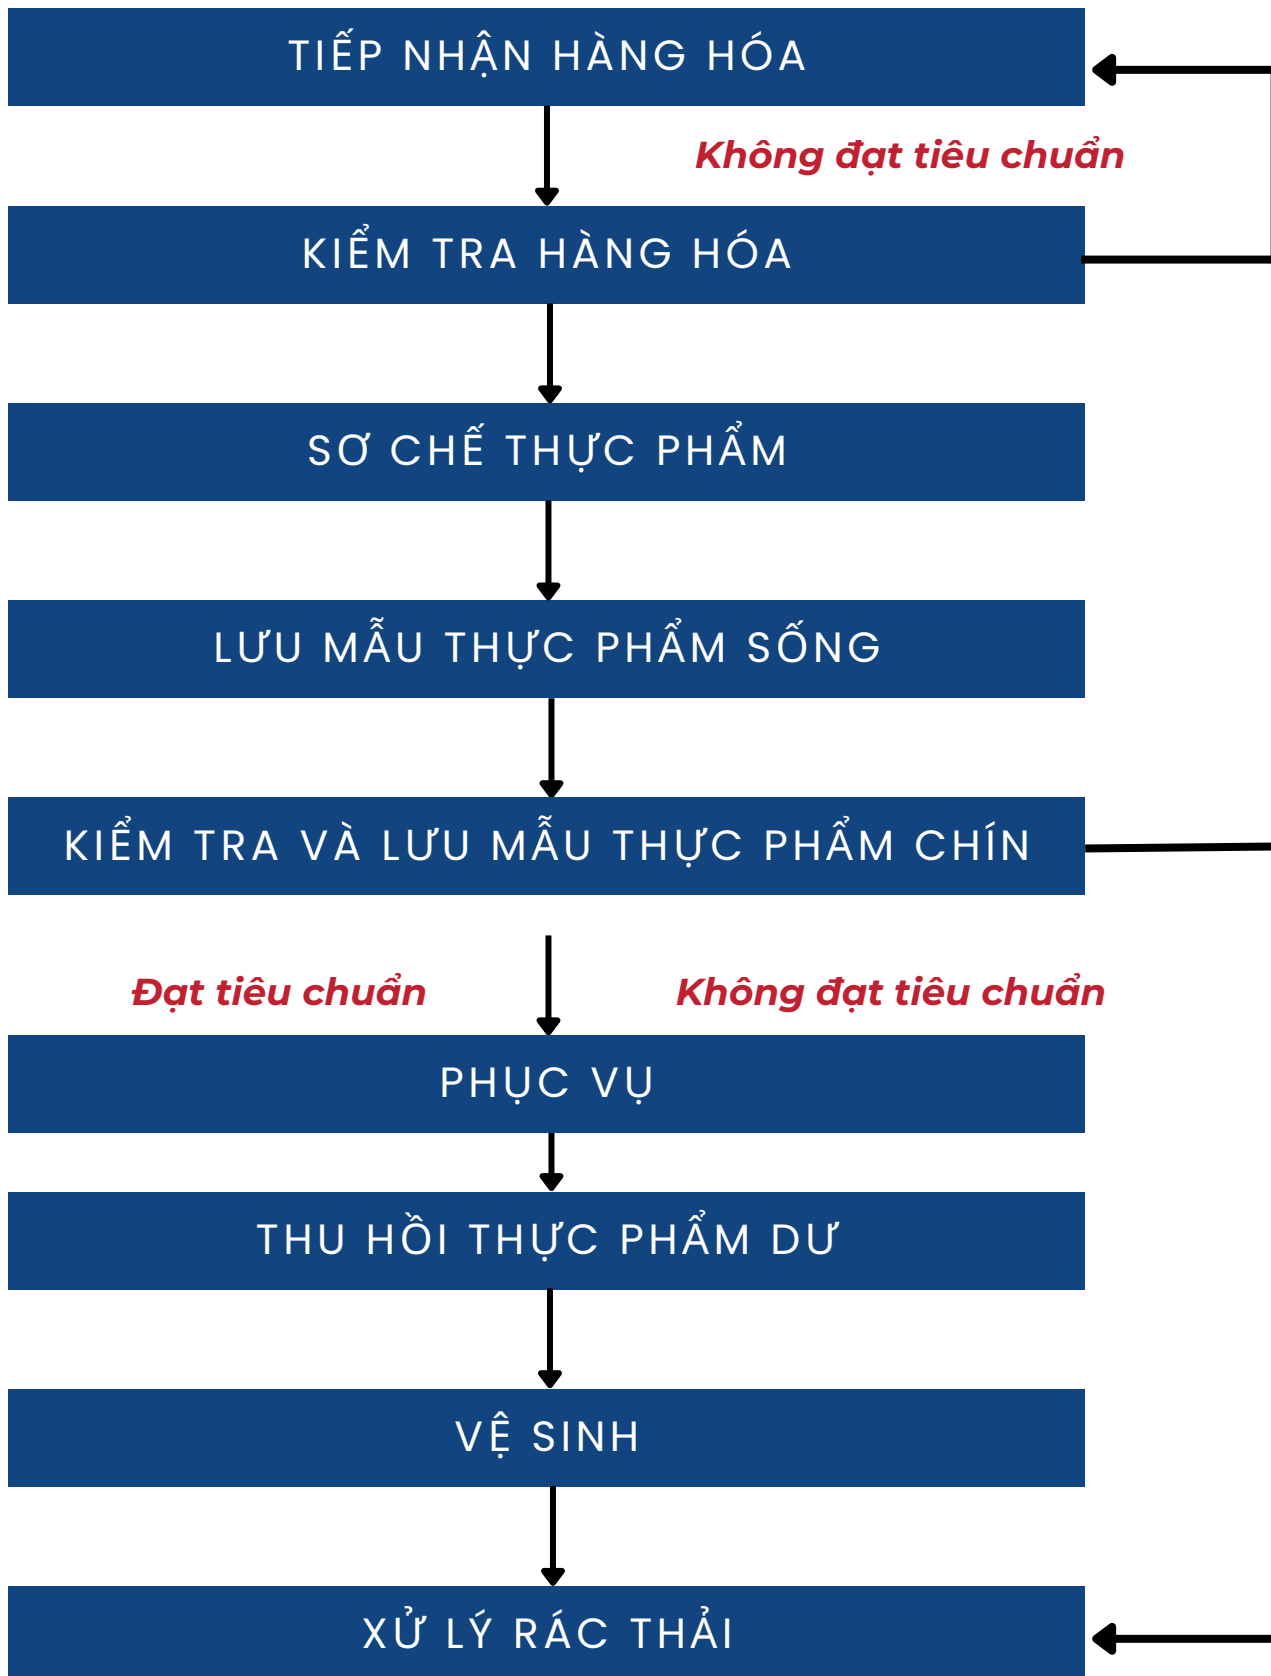 TIẾP NHẬN HÀNG HÓA
Không đạt tiêu chuẩn
KIỂM TRA HÀNG HÓA
SƠ CHẾ THỰC PHẨM
LƯU MẪU THỰC PHẨM SỐNG
KIỂM TRA VÀ LƯU MẪU THỰC PHẨM CHÍN
Đạt tiêu chuẩn
Không đạt tiêu chuẩn
PHỤC VỤ
THU HỒI THỰC PHẨM DƯ
VỆ SINH
XỬ LÝ RÁC THẢI